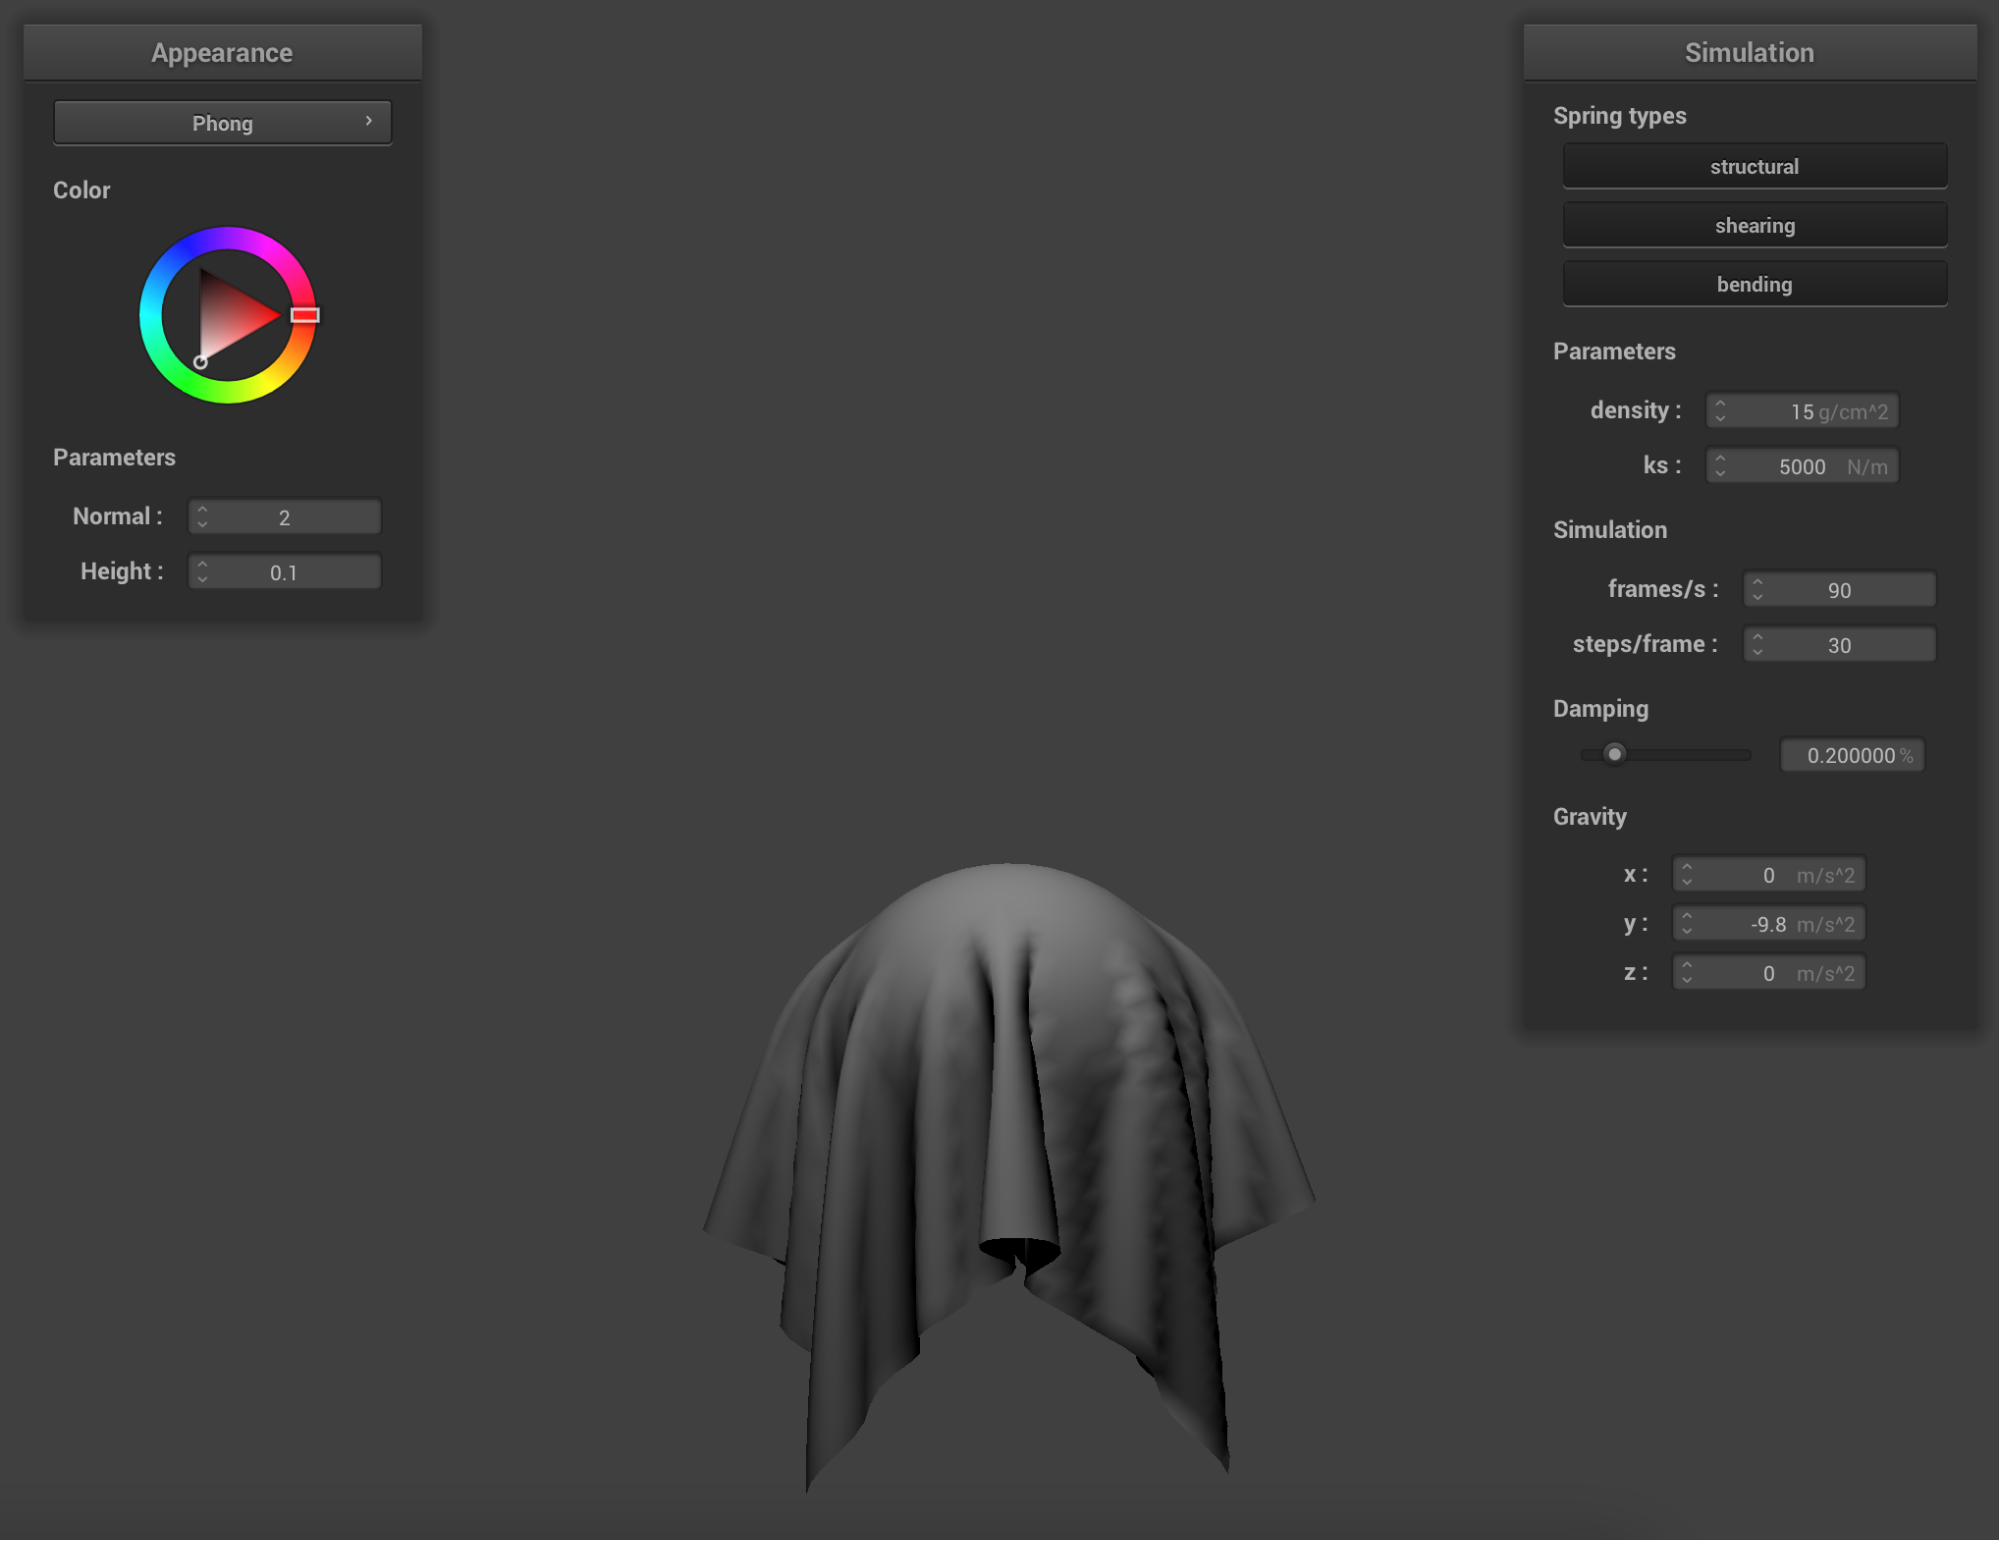 Appearance
Phong
Color
Parameters
Normal : 2
Height : 0.1
Simulation
Spring types
structural
shearing
bending
Parameters
density : 15 g/cm^2
ks : 5000 N/m
Simulation
frames/s : 90
steps/frame : 30
Damping
0.200000 %
Gravity
x : 0 m/s^2
y : -9.8 m/s^2
z : 0 m/s^2